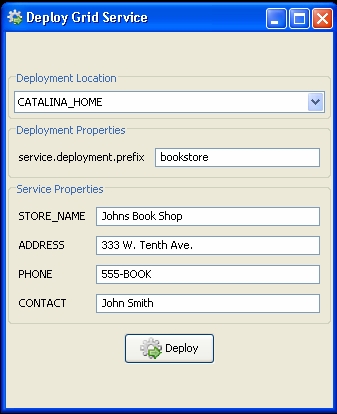 Deploy Grid Service
Deployment Location
CATALINA_HOME
Deployment Properties
service.deployment.prefix bookstore
Service Properties
STORE_NAME Johns Book Shop
ADDRESS 333 W. Tenth Ave.
PHONE 555-BOOK
CONTACT John Smith
Deploy